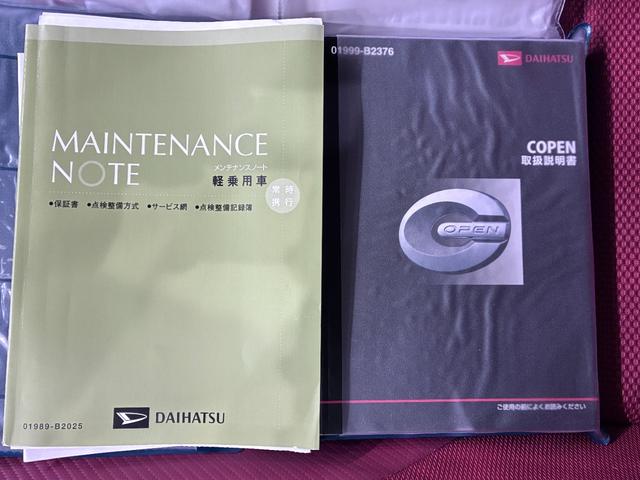 MAINTENANCE
NOTE
メンテナンスノート
軽乗用車
常時
携行
●保証書 ●点検整備方式 ●サービス網 ●点検整備記録簿
DAIHATSU
01989-B2025
01999-B2376
DAIHATSU
COPEN
取扱説明書
OPEN
ご使用の前によくお読みください